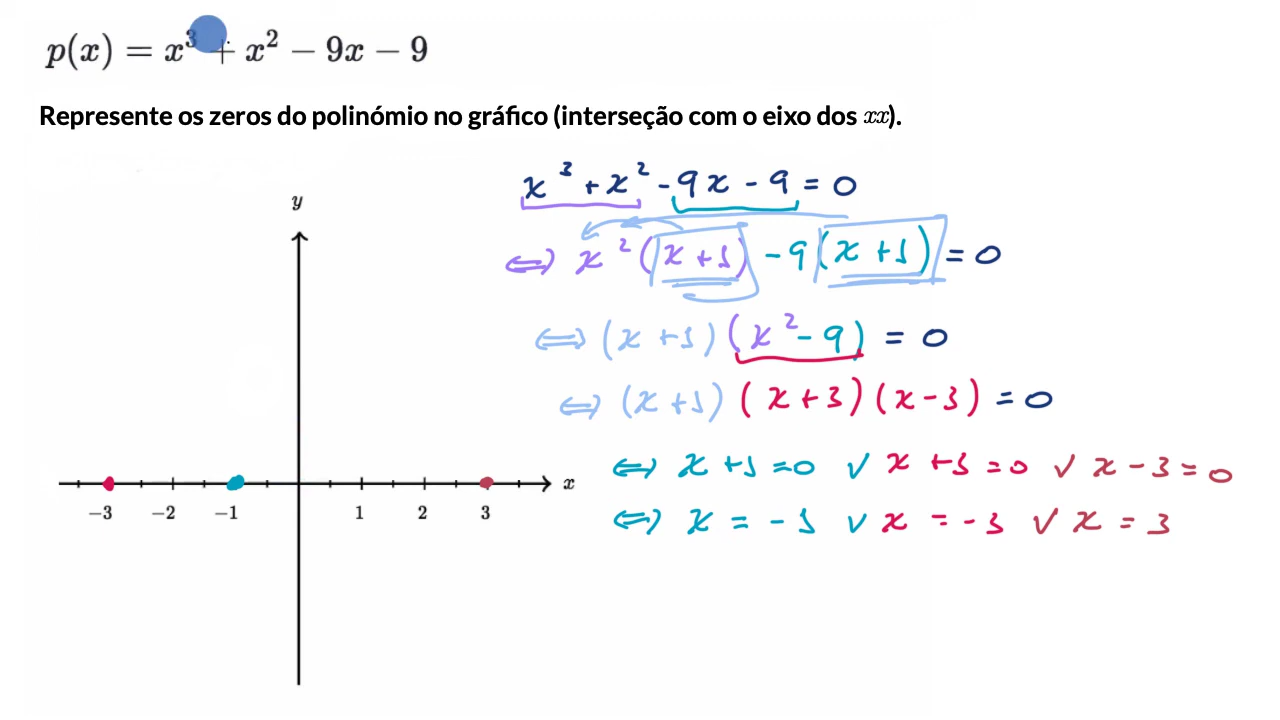 p(x) = x³ + x² − 9x − 9
Represente os zeros do polinómio no gráfico (interseção com o eixo dos xx).
x³ + x² - 9x - 9 = 0
⇔ x²(x+1) - 9(x+1) = 0
⇔ (x+1)(x²-9) = 0
⇔ (x+1)(x+3)(x-3) = 0
⇔ x+1=0 ∨ x+3=0 ∨ x-3=0
⇔ x = -1 ∨ x = -3 ∨ x = 3
y
x
−3 −2 −1 1 2 3